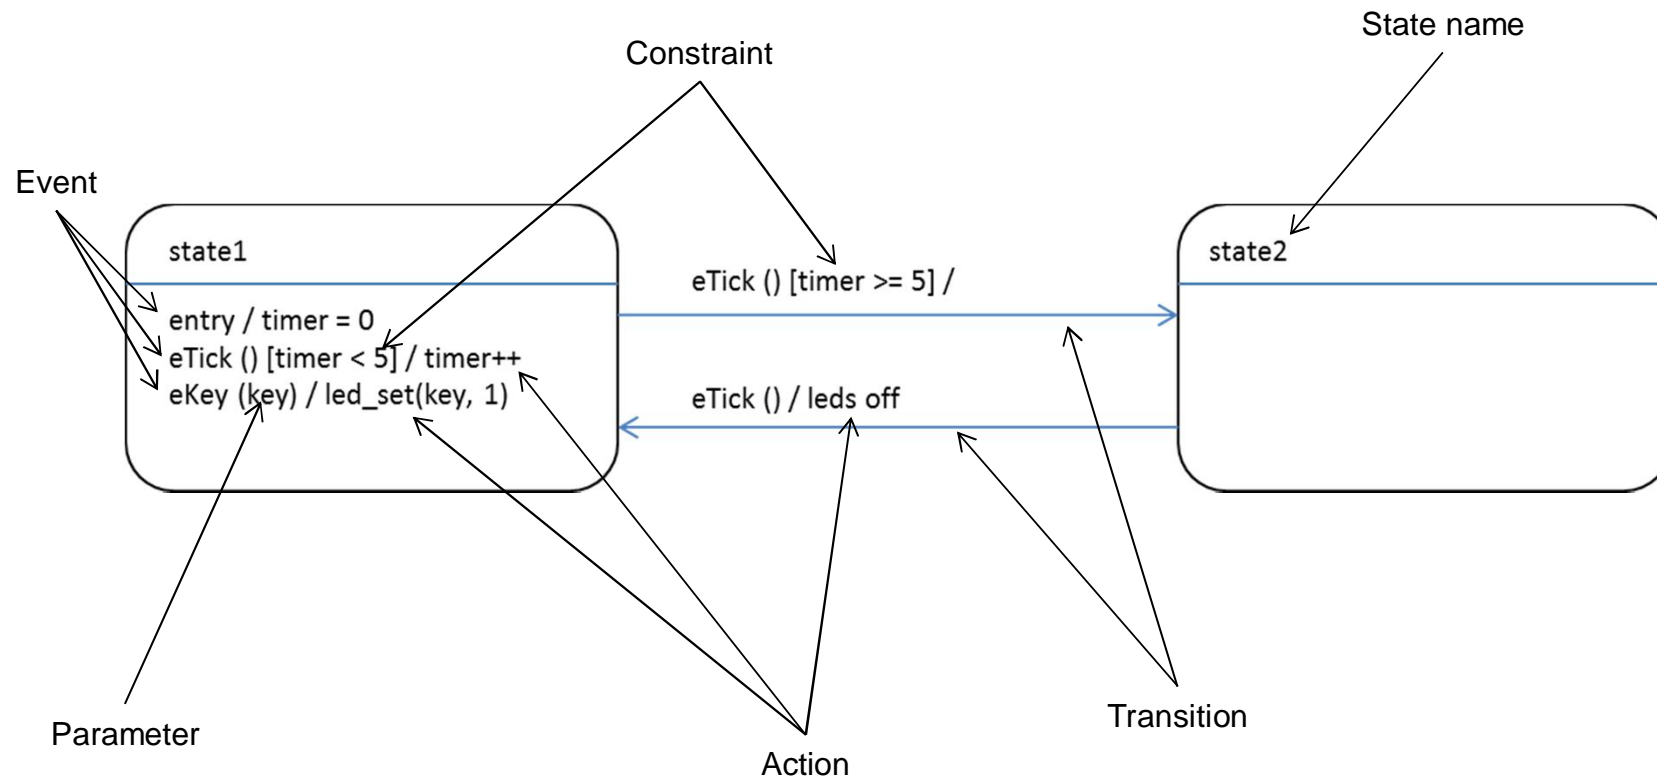 State name
Constraint
Event
state1
entry / timer = 0
eTick () [timer < 5] / timer++
eKey (key) / led_set(key, 1)
eTick () [timer >= 5] /
eTick () / leds off
state2
Parameter
Action
Transition